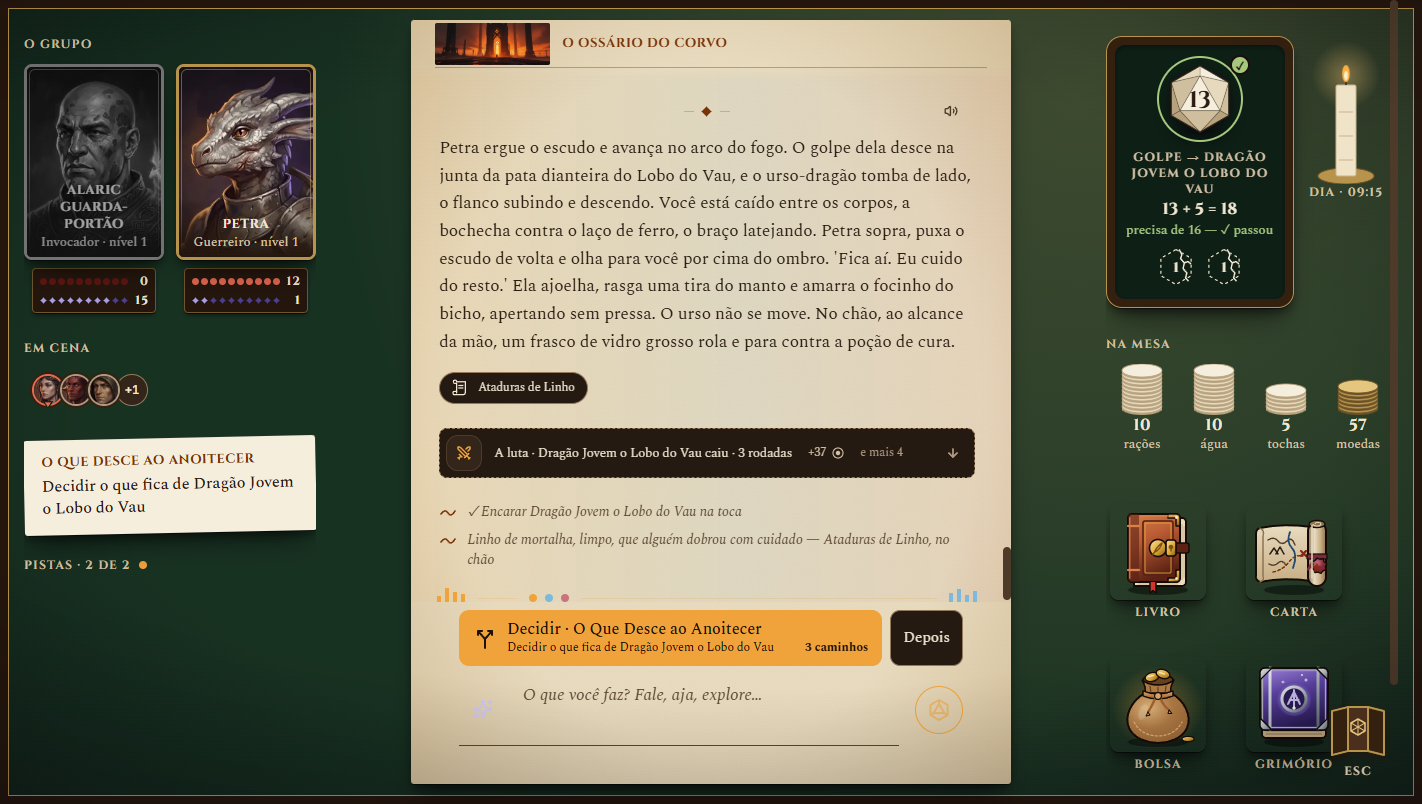 O GRUPO
ALARIC
GUARDA-
PORTÃO
Invocador · nível 1
0
15
PETRA
Guerreiro · nível 1
12
1
EM CENA
+1
O QUE DESCE AO ANOITECER
Decidir o que fica de Dragão Jovem
o Lobo do Vau
PISTAS · 2 DE 2
O OSSÁRIO DO CORVO
Petra ergue o escudo e avança no arco do fogo. O golpe dela desce na
junta da pata dianteira do Lobo do Vau, e o urso-dragão tomba de lado,
o flanco subindo e descendo. Você está caído entre os corpos, a
bochecha contra o laço de ferro, o braço latejando. Petra sopra, puxa o
escudo de volta e olha para você por cima do ombro. 'Fica aí. Eu cuido
do resto.' Ela ajoelha, rasga uma tira do manto e amarra o focinho do
bicho, apertando sem pressa. O urso não se move. No chão, ao alcance
da mão, um frasco de vidro grosso rola e para contra a poção de cura.
Ataduras de Linho
A luta · Dragão Jovem o Lobo do Vau caiu · 3 rodadas +37 e mais 4
✓ Encarar Dragão Jovem o Lobo do Vau na toca
Linho de mortalha, limpo, que alguém dobrou com cuidado — Ataduras de Linho, no
chão
Decidir · O Que Desce ao Anoitecer
Decidir o que fica de Dragão Jovem o Lobo do Vau
3 caminhos
Depois
O que você faz? Fale, aja, explore...
13
GOLPE → DRAGÃO
JOVEM O LOBO DO
VAU
13 + 5 = 18
precisa de 16 — ✓ passou
1 1
DIA · 09:15
NA MESA
10 10 5 57
rações água tochas moedas
LIVRO
CARTA
BOLSA
GRIMÓRIO
ESC